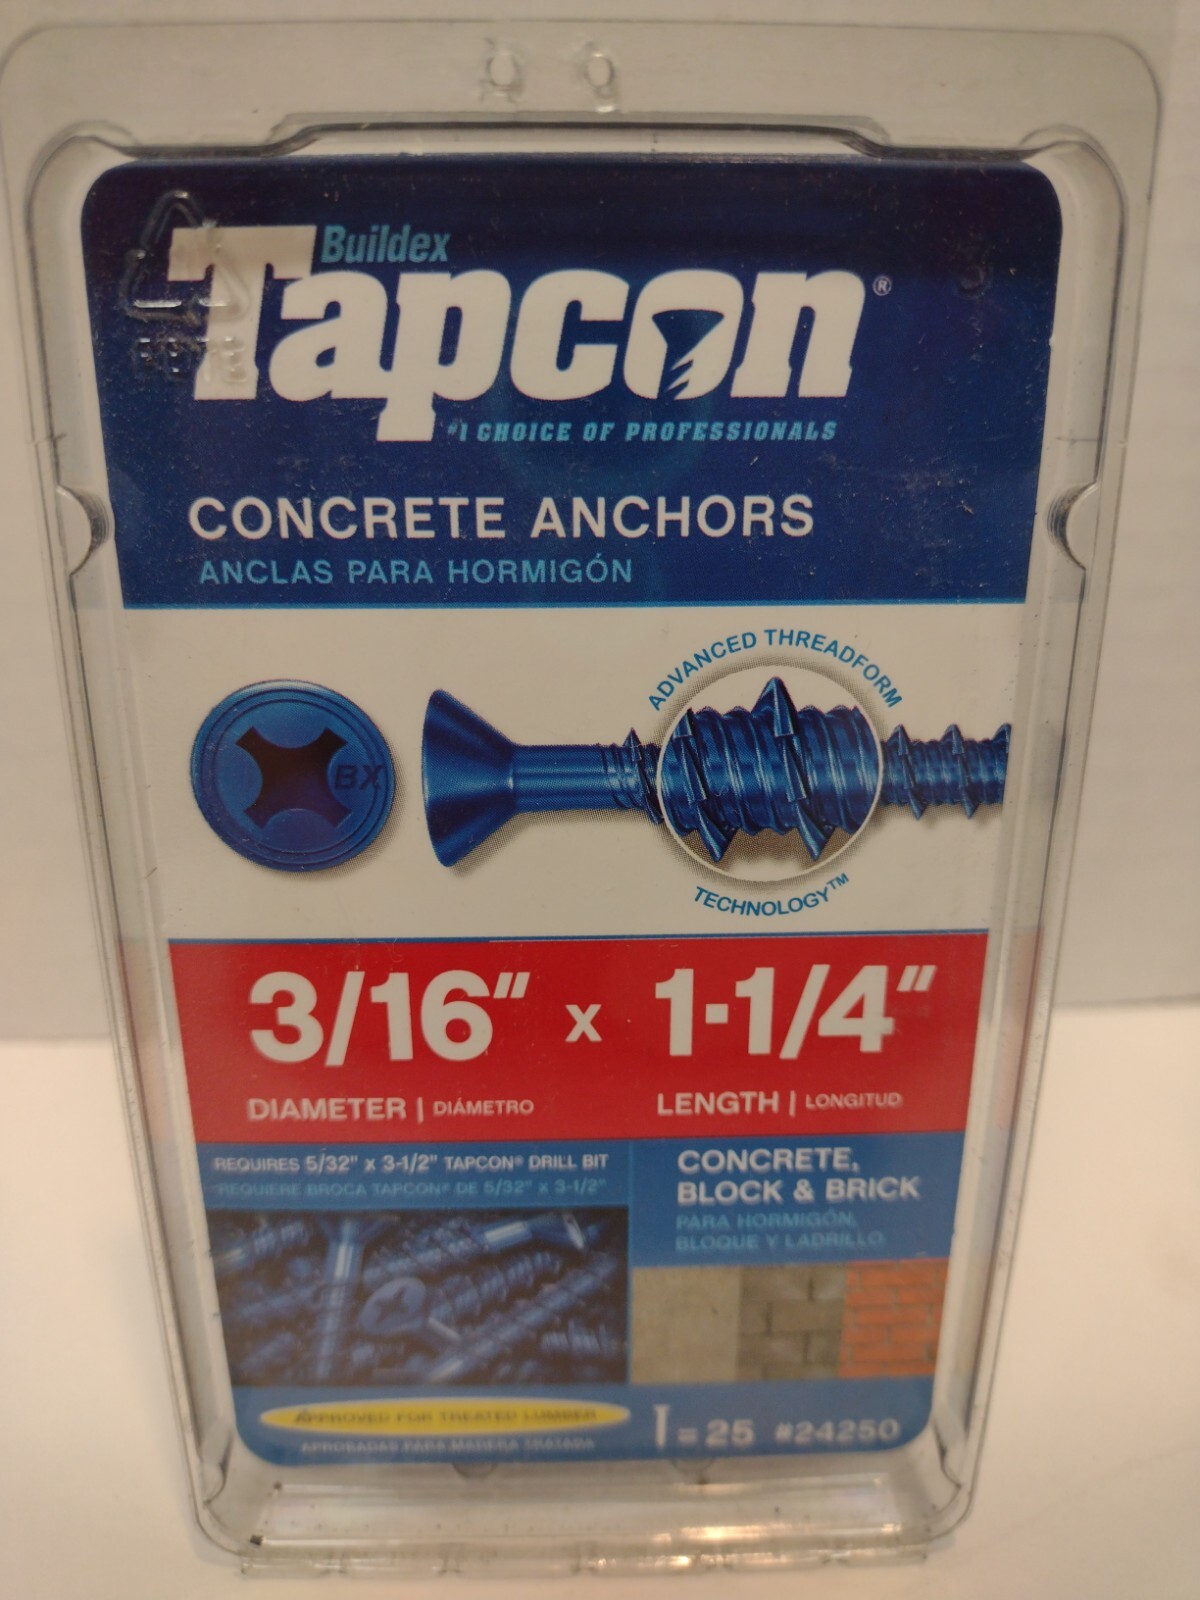 Buildex
Tapcon®
#1 CHOICE OF PROFESSIONALS
CONCRETE ANCHORS
ANCLAS PARA HORMIGÓN
ADVANCED THREADFORM
BX
TECHNOLOGY™
3/16" x 1-1/4"
DIAMETER | DIÁMETRO
LENGTH | LONGITUD
REQUIRES 5/32" x 3-1/2" TAPCON® DRILL BIT
REQUIERE BROCA TAPCON® DE 5/32" x 3-1/2"
CONCRETE,
BLOCK & BRICK
PARA HORMIGÓN,
BLOQUE Y LADRILLO
APPROVED FOR TREATED LUMBER
APROBADAS PARA MADERA TRATADA
= 25 #24250